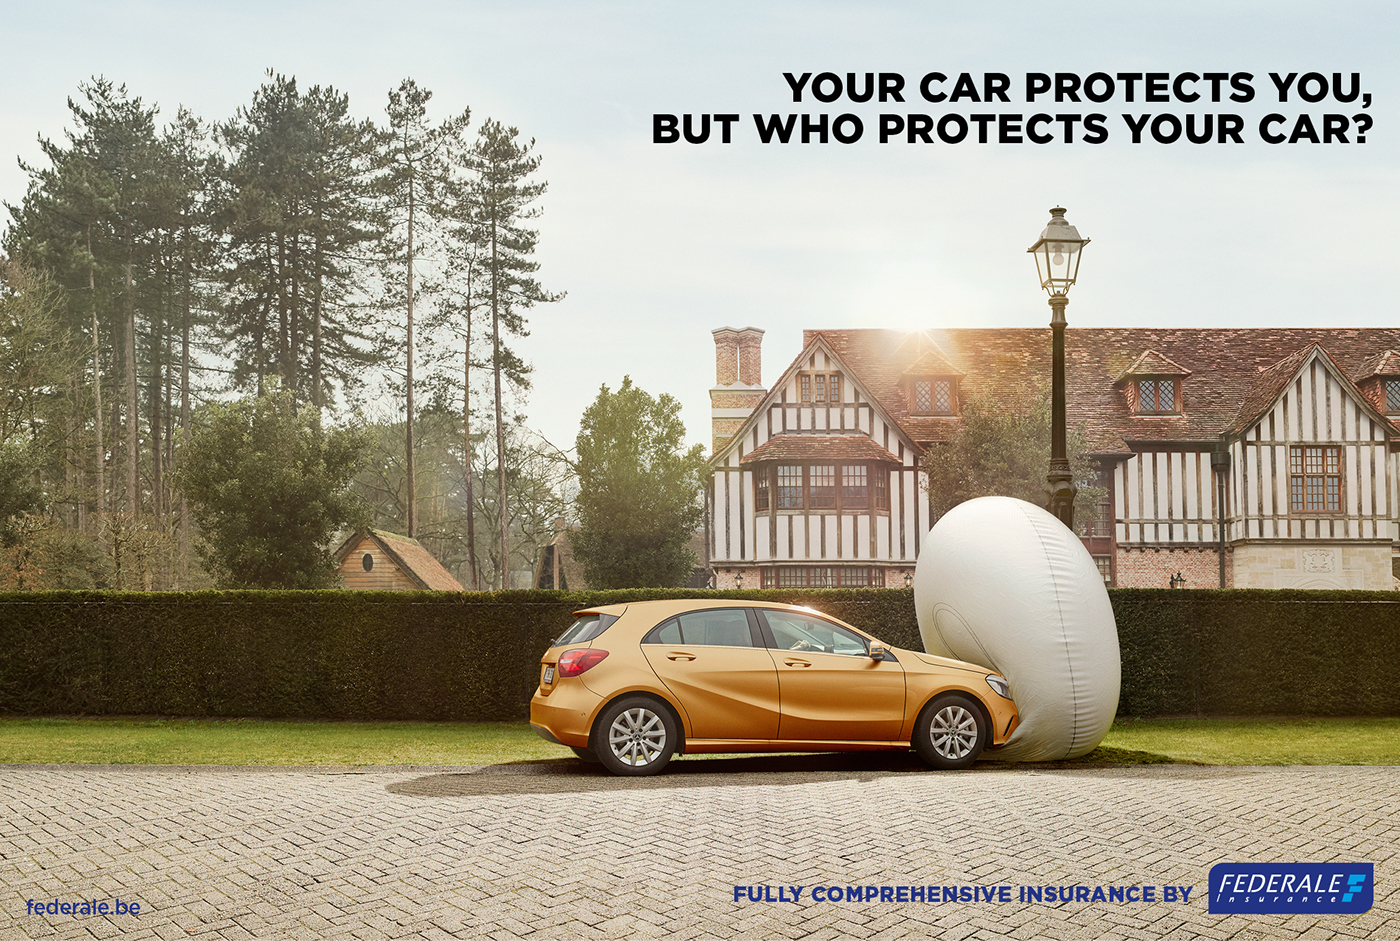 YOUR CAR PROTECTS YOU,
BUT WHO PROTECTS YOUR CAR?
federale.be
FULLY COMPREHENSIVE INSURANCE BY
FEDERALE
Insurance